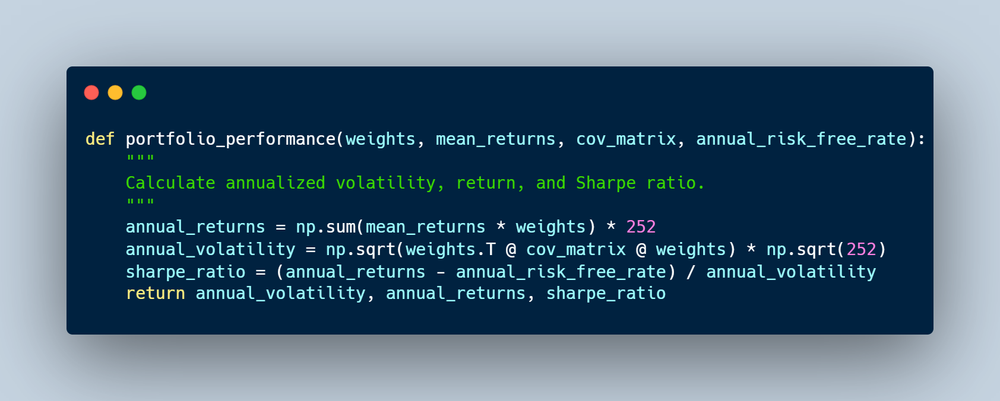 def portfolio_performance(weights, mean_returns, cov_matrix, annual_risk_free_rate):
    """
    Calculate annualized volatility, return, and Sharpe ratio.
    """
    annual_returns = np.sum(mean_returns * weights) * 252
    annual_volatility = np.sqrt(weights.T @ cov_matrix @ weights) * np.sqrt(252)
    sharpe_ratio = (annual_returns - annual_risk_free_rate) / annual_volatility
    return annual_volatility, annual_returns, sharpe_ratio